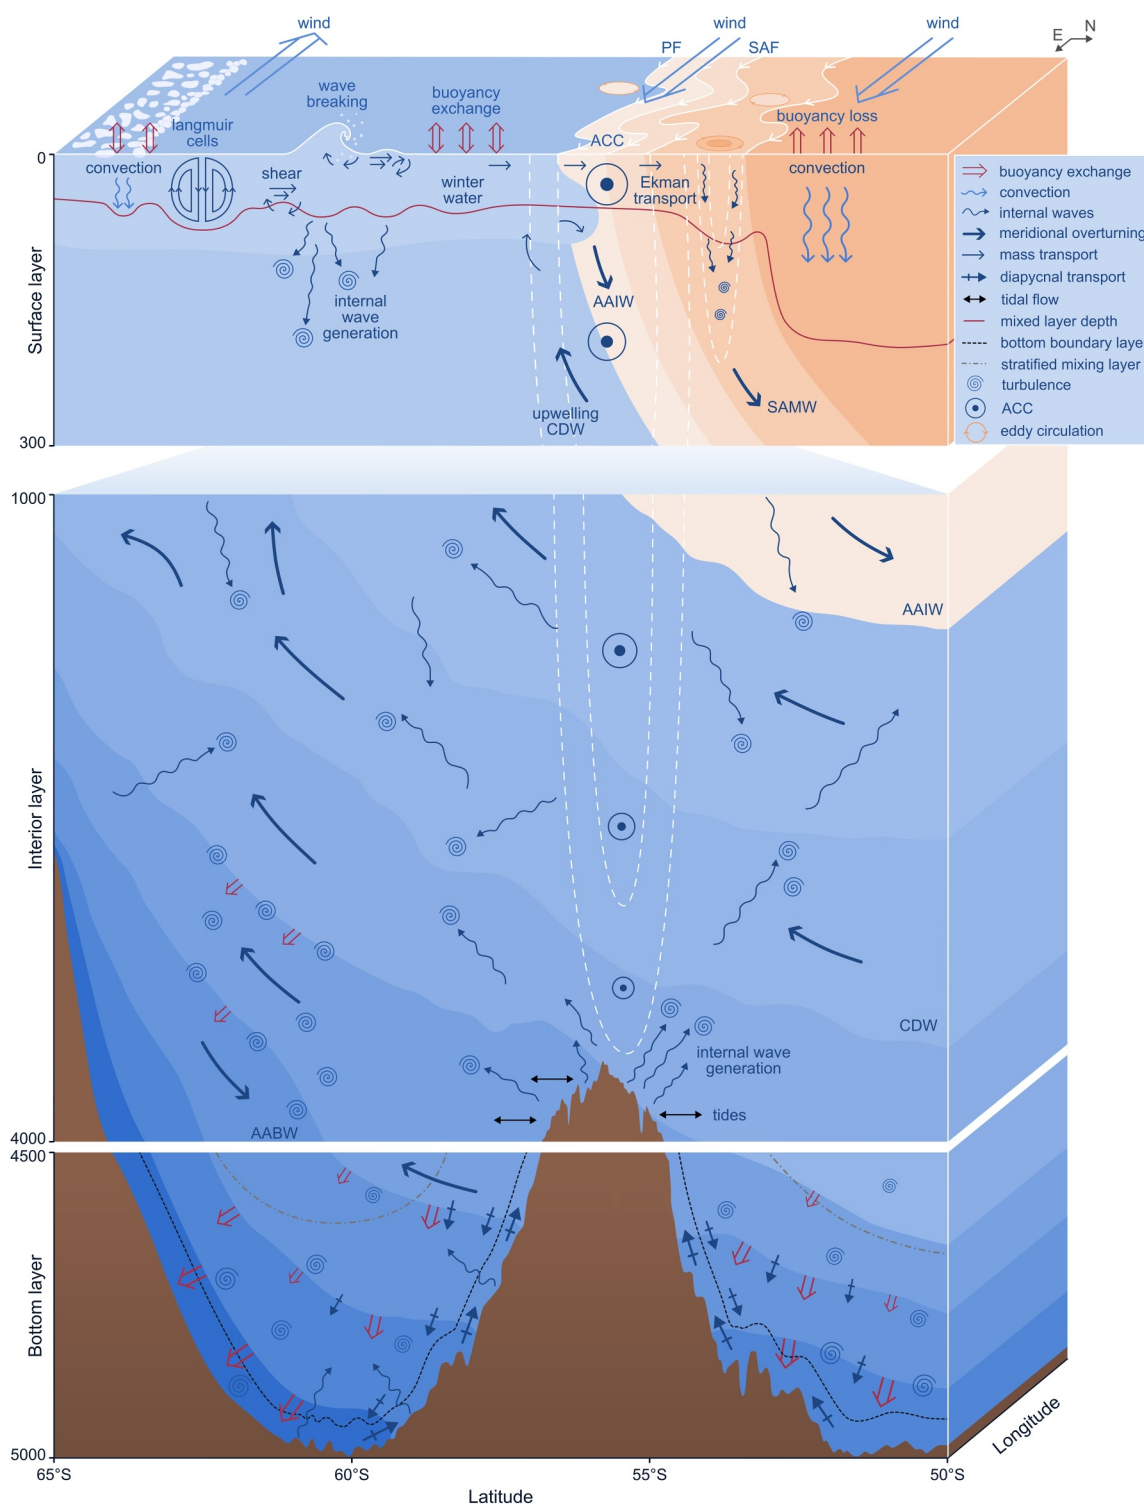 wind
wind
wind
E
N
PF
SAF
wave
breaking
buoyancy
exchange
langmuir
cells
buoyancy loss
ACC
0
convection
shear
winter
water
Ekman
transport
convection
buoyancy exchange
convection
internal waves
meridional overturning
mass transport
diapycnal transport
tidal flow
mixed layer depth
bottom boundary laye
stratified mixing layer
turbulence
ACC
eddy circulation
Surface layer
internal
wave
generation
AAIW
upwelling
CDW
SAMW
300
1000
AAIW
Interior layer
CDW
internal wave
generation
tides
AABW
4000
4500
Bottom layer
5000
65°S
60°S
55°S
50°S
Latitude
Longitude